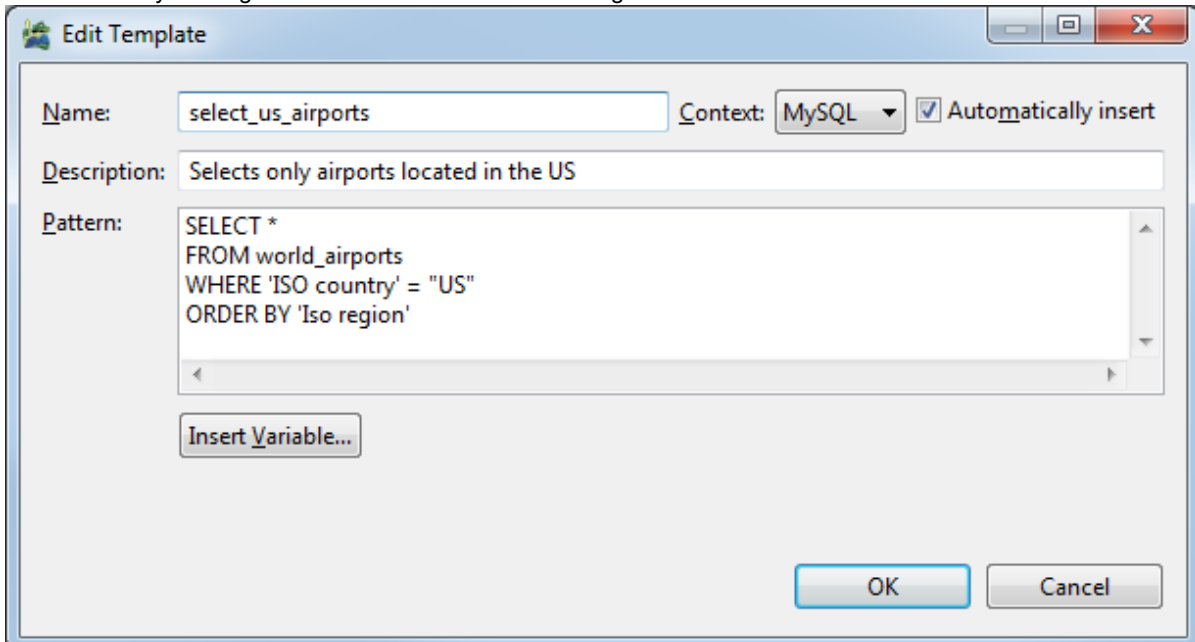 Edit Template
Name: select_us_airports Context: MySQL Automatically insert
Description: Selects only airports located in the US
Pattern: SELECT *
FROM world_airports
WHERE 'ISO country' = "US"
ORDER BY 'Iso region'
Insert Variable...
OK Cancel